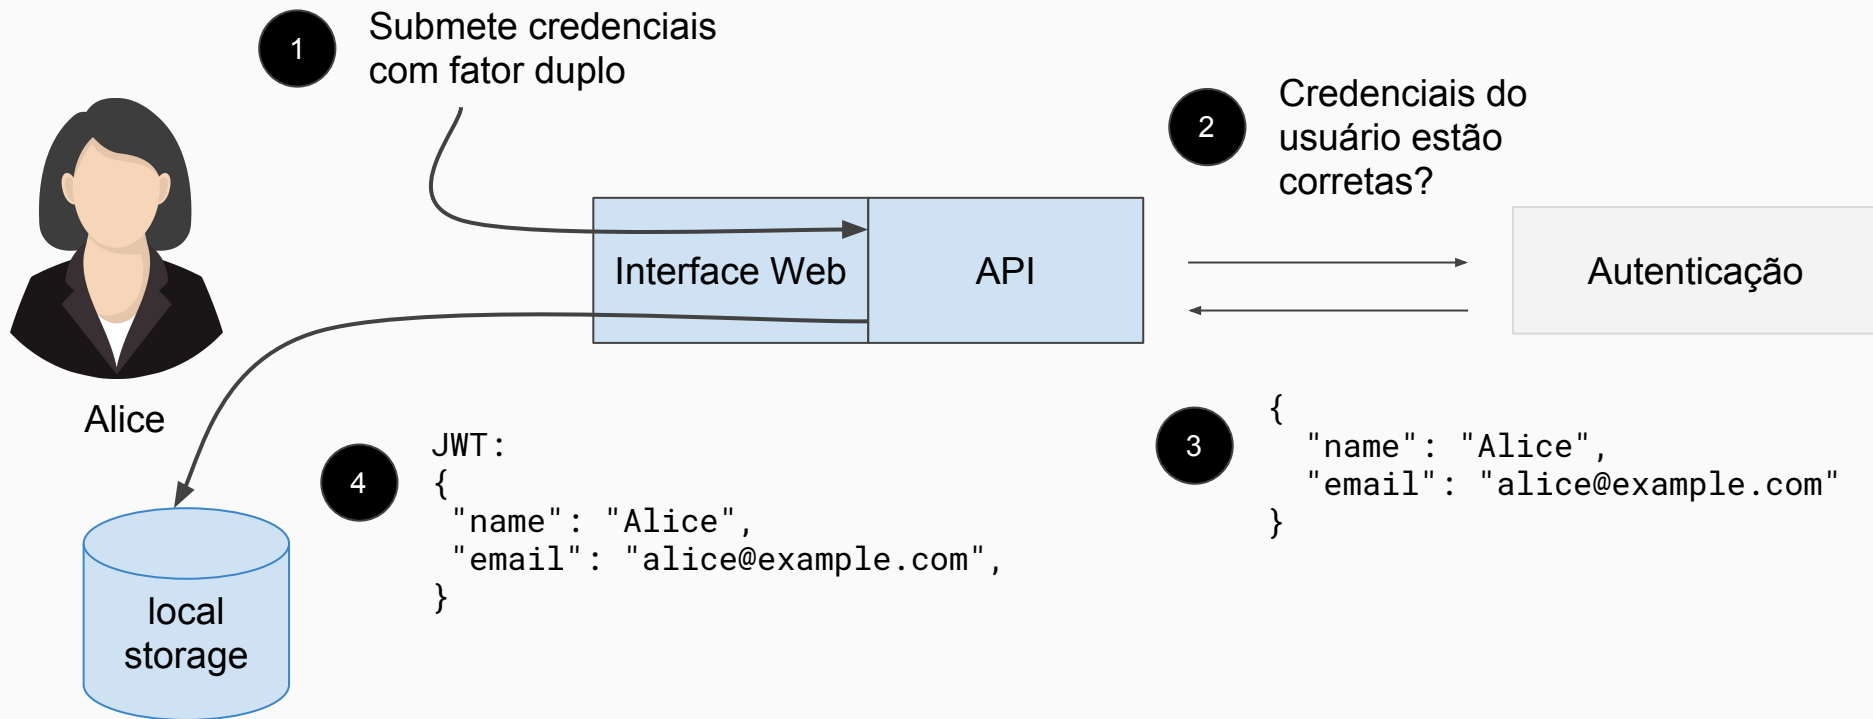 1
Submete credenciais
com fator duplo
2
Credenciais do
usuário estão
corretas?
Interface Web
API
Autenticação
Alice
3
{
"name": "Alice",
"email": "alice@example.com"
}
4
JWT:
{
"name": "Alice",
"email": "alice@example.com",
}
local
storage